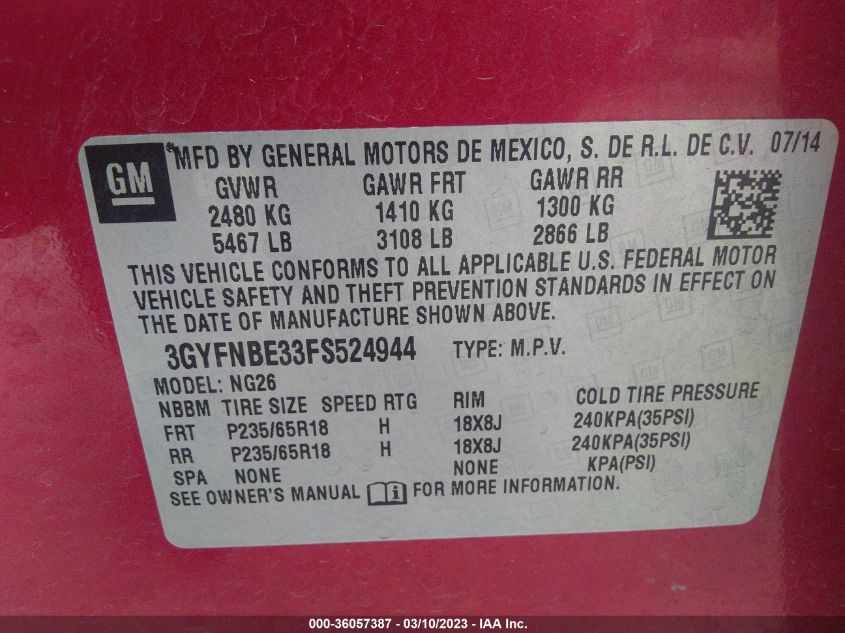 GM
MFD BY GENERAL MOTORS DE MEXICO, S. DE R.L. DE C.V. 07/14
GVWR GAWR FRT GAWR RR
2480 KG 1410 KG 1300 KG
5467 LB 3108 LB 2866 LB
THIS VEHICLE CONFORMS TO ALL APPLICABLE U.S. FEDERAL MOTOR
VEHICLE SAFETY AND THEFT PREVENTION STANDARDS IN EFFECT ON
THE DATE OF MANUFACTURE SHOWN ABOVE.
3GYFNBE33FS524944 TYPE: M.P.V.
MODEL: NG26
NBBM TIRE SIZE SPEED RTG RIM COLD TIRE PRESSURE
FRT P235/65R18 H 18X8J 240KPA(35PSI)
RR P235/65R18 H 18X8J 240KPA(35PSI)
SPA NONE NONE KPA(PSI)
SEE OWNER'S MANUAL i FOR MORE INFORMATION.
000-36057387 - 03/10/2023 - IAA Inc.